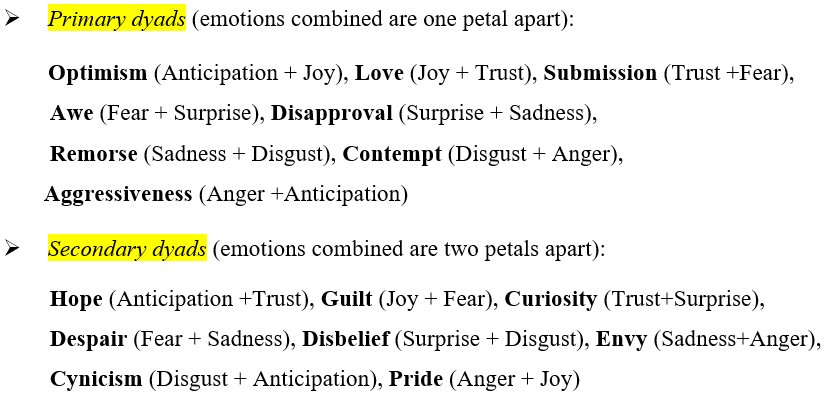 ➢ Primary dyads (emotions combined are one petal apart):
Optimism (Anticipation + Joy), Love (Joy + Trust), Submission (Trust +Fear),
Awe (Fear + Surprise), Disapproval (Surprise + Sadness),
Remorse (Sadness + Disgust), Contempt (Disgust + Anger),
Aggressiveness (Anger +Anticipation)
➢ Secondary dyads (emotions combined are two petals apart):
Hope (Anticipation +Trust), Guilt (Joy + Fear), Curiosity (Trust+Surprise),
Despair (Fear + Sadness), Disbelief (Surprise + Disgust), Envy (Sadness+Anger),
Cynicism (Disgust + Anticipation), Pride (Anger + Joy)